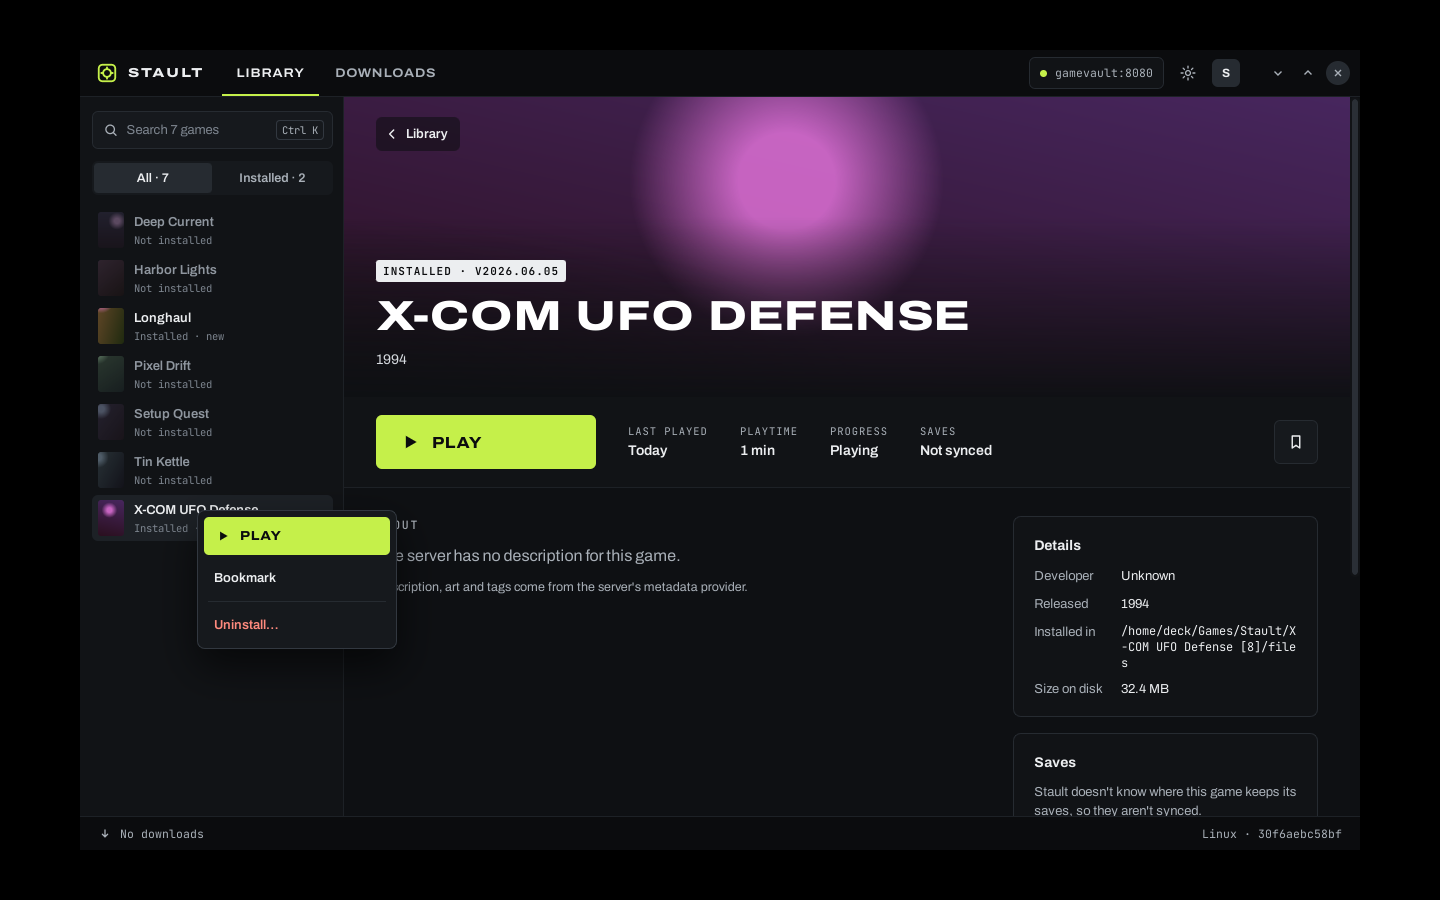 STAULT
LIBRARY
DOWNLOADS
gamevault:8080
S
Search 7 games
Ctrl K
All · 7
Installed · 2
Deep Current
Not installed
Harbor Lights
Not installed
Longhaul
Installed · new
Pixel Drift
Not installed
Setup Quest
Not installed
Tin Kettle
Not installed
X-COM UFO Defense
Installed
PLAY
Bookmark
Uninstall...
Library
INSTALLED · V2026.06.05
X-COM UFO DEFENSE
1994
PLAY
LAST PLAYED
Today
PLAYTIME
1 min
PROGRESS
Playing
SAVES
Not synced
server has no description for this game.
art and tags come from the server's metadata provider.
Details
Developer
Unknown
Released
1994
Installed in
/home/deck/Games/Stault/X
-COM UFO Defense [8]/file
s
Size on disk
32.4 MB
Saves
Stault doesn't know where this game keeps its
saves, so they aren't synced.
No downloads
Linux · 30f6aebc58bf